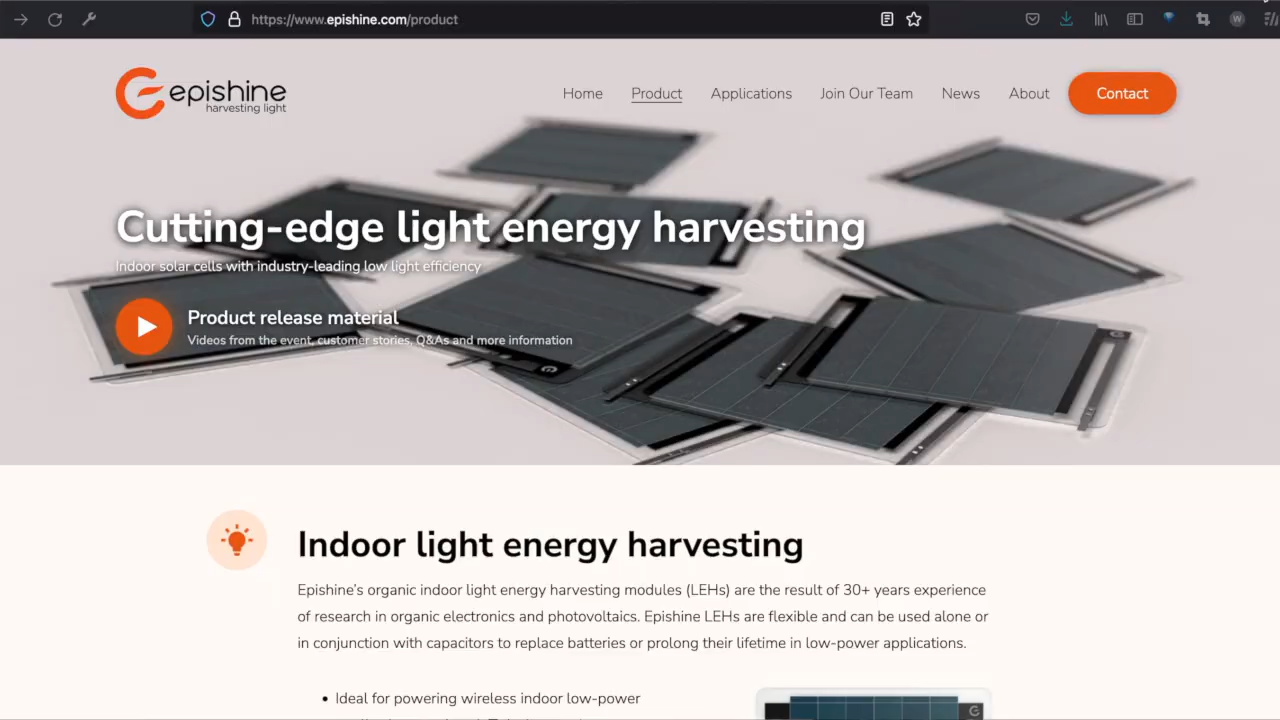 https://www.epishine.com/product
W
epishine
harvesting light
Home
Product
Applications
Join Our Team
News
About
Contact
Cutting-edge light energy harvesting
Indoor solar cells with industry-leading low light efficiency
Product release material
Videos from the event, customer stories, Q&As and more information
Indoor light energy harvesting
Epishine's organic indoor light energy harvesting modules (LEHs) are the result of 30+ years experience
of research in organic electronics and photovoltaics. Epishine LEHs are flexible and can be used alone or
in conjunction with capacitors to replace batteries or prolong their lifetime in low-power applications.
• Ideal for powering wireless indoor low-power